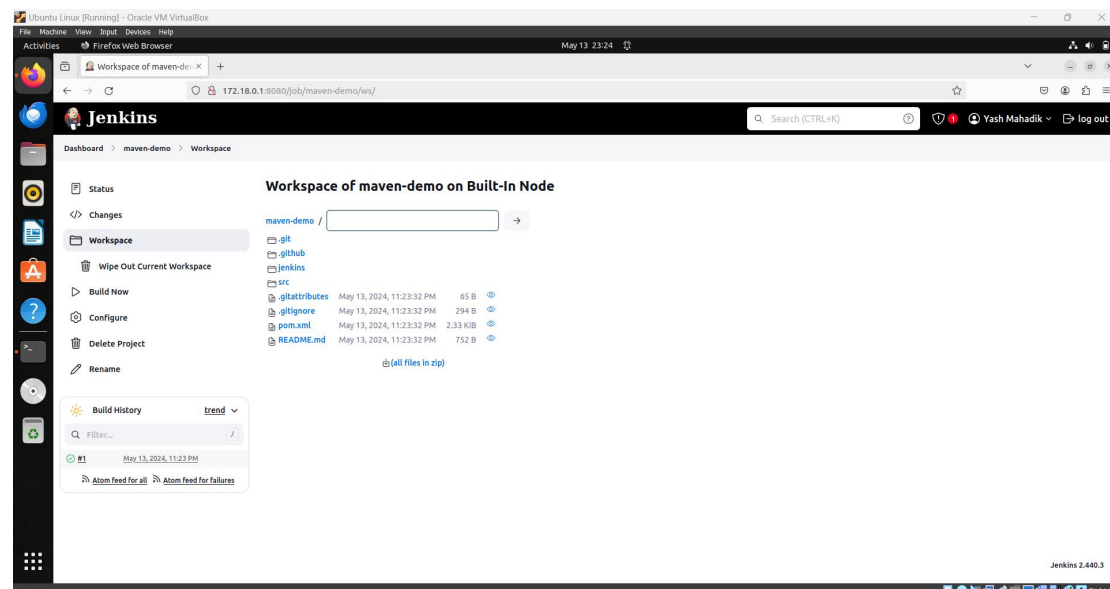 Ubuntu Linux [Running] - Oracle VM VirtualBox
File Machine View Input Devices Help
Activities Firefox Web Browser May 13 23:24
Workspace of maven-den × +
172.18.0.1:8080/job/maven-demo/ws/
Jenkins Search (CTRL+K) ? 1 Yash Mahadik log out
Dashboard > maven-demo > Workspace
Status
Changes
Workspace
Wipe Out Current Workspace
Build Now
Configure
Delete Project
Rename
Build History trend
Filter... /
#1 May 13, 2024, 11:23 PM
Atom feed for all Atom feed for failures
Workspace of maven-demo on Built-In Node
maven-demo /
.git
.github
jenkins
src
.gitattributes May 13, 2024, 11:23:32 PM 65 B
.gitignore May 13, 2024, 11:23:32 PM 294 B
pom.xml May 13, 2024, 11:23:32 PM 2.33 KiB
README.md May 13, 2024, 11:23:32 PM 752 B
(all files in zip)
Jenkins 2.440.3